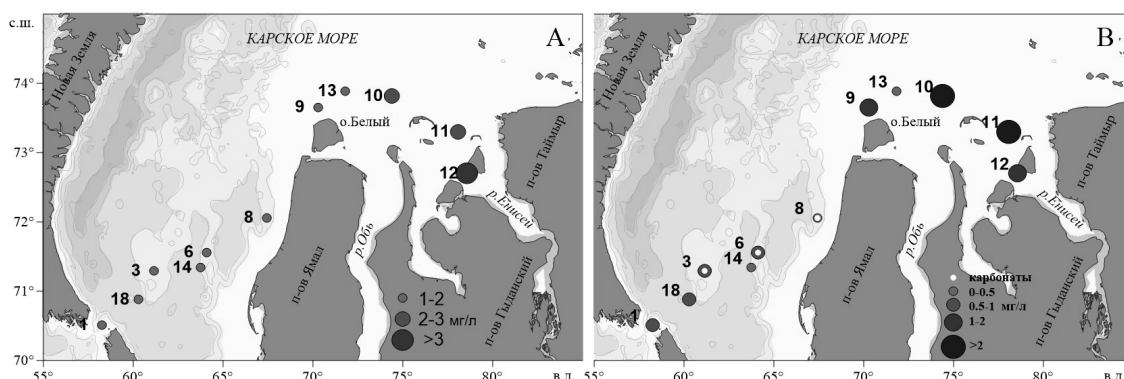 с.ш.
КАРСКОЕ МОРЕ
A
Новая Земля
74°
73°
72°
71°
70°
13
10
9
о.Белый
11
12
п-ов Таймыр
р.Енисей
8
6
14
3
18
1
п-ов Ямал
р.Обь
п-ов Гыданский
1-2
2-3 мг/л
>3
55°
60°
65°
70°
75°
80°
в.д.
КАРСКОЕ МОРЕ
B
Новая Земля
13
10
9
о.Белый
11
12
п-ов Таймыр
р.Енисей
8
6
14
3
18
1
п-ов Ямал
р.Обь
п-ов Гыданский
карбонаты
0-0.5
0.5-1 мг/л
1-2
>2
55°
60°
65°
70°
75°
80°
в.д.